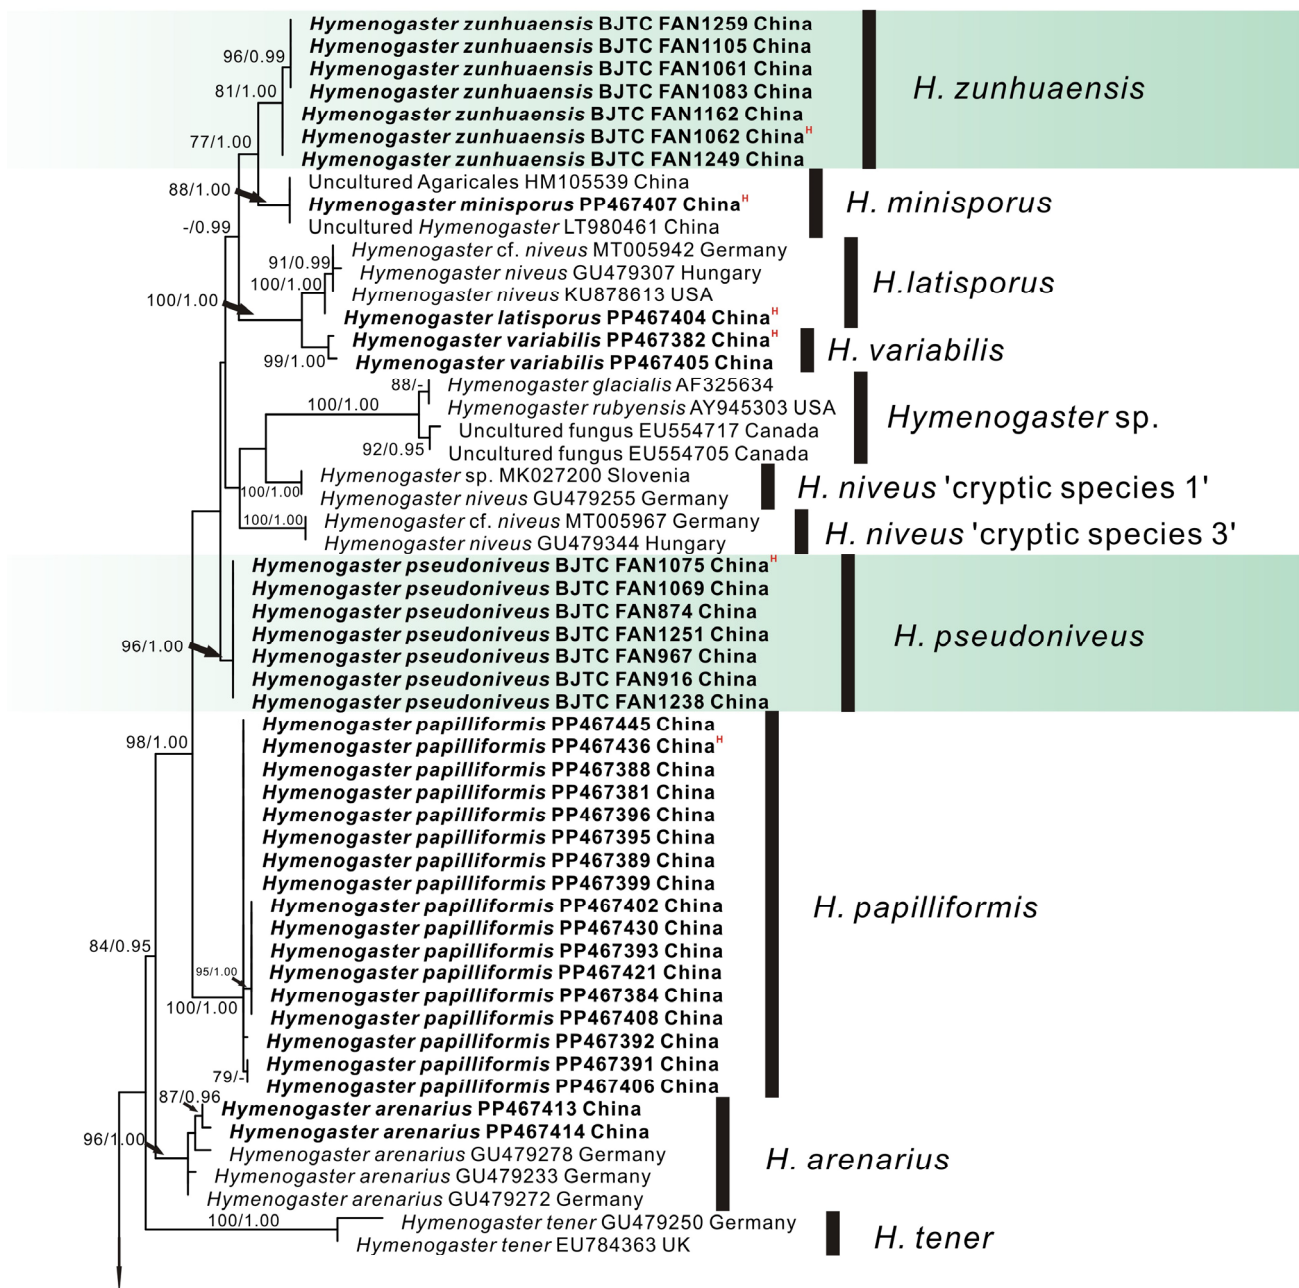 Hymenogaster zunhuaensis BJTC FAN1259 China
Hymenogaster zunhuaensis BJTC FAN1105 China
96/0.99
Hymenogaster zunhuaensis BJTC FAN1061 China
81/1.00
Hymenogaster zunhuaensis BJTC FAN1083 China
H. zunhuaensis
Hymenogaster zunhuaensis BJTC FAN1162 China
77/1.00
Hymenogaster zunhuaensis BJTC FAN1062 China H
Hymenogaster zunhuaensis BJTC FAN1249 China
Uncultured Agaricales HM105539 China
88/1.00
Hymenogaster minisporus PP467407 China H
H. minisporus
-/0.99
Uncultured Hymenogaster LT980461 China
Hymenogaster cf. niveus MT005942 Germany
91/0.99
Hymenogaster niveus GU479307 Hungary
100/1.00
H.latisporus
Hymenogaster niveus KU878613 USA
100/1.00
Hymenogaster latisporus PP467404 China H
Hymenogaster variabilis PP467382 China H
H. variabilis
99/1.00
Hymenogaster variabilis PP467405 China
88/-
Hymenogaster glacialis AF325634
100/1.00
Hymenogaster rubyensis AY945303 USA
Hymenogaster sp.
Uncultured fungus EU554717 Canada
92/0.95
Uncultured fungus EU554705 Canada
Hymenogaster sp. MK027200 Slovenia
100/1.00
H. niveus 'cryptic species 1'
Hymenogaster niveus GU479255 Germany
100/1.00
Hymenogaster cf. niveus MT005967 Germany
H. niveus 'cryptic species 3'
Hymenogaster niveus GU479344 Hungary
Hymenogaster pseudoniveus BJTC FAN1075 China H
Hymenogaster pseudoniveus BJTC FAN1069 China
Hymenogaster pseudoniveus BJTC FAN874 China
96/1.00
Hymenogaster pseudoniveus BJTC FAN1251 China
H. pseudoniveus
Hymenogaster pseudoniveus BJTC FAN967 China
Hymenogaster pseudoniveus BJTC FAN916 China
Hymenogaster pseudoniveus BJTC FAN1238 China
Hymenogaster papilliformis PP467445 China
98/1.00
Hymenogaster papilliformis PP467436 China H
Hymenogaster papilliformis PP467388 China
Hymenogaster papilliformis PP467381 China
Hymenogaster papilliformis PP467396 China
Hymenogaster papilliformis PP467395 China
Hymenogaster papilliformis PP467389 China
Hymenogaster papilliformis PP467399 China
Hymenogaster papilliformis PP467402 China
H. papilliformis
Hymenogaster papilliformis PP467430 China
84/0.95
Hymenogaster papilliformis PP467393 China
95/1.00
Hymenogaster papilliformis PP467421 China
Hymenogaster papilliformis PP467384 China
100/1.00
Hymenogaster papilliformis PP467408 China
Hymenogaster papilliformis PP467392 China
Hymenogaster papilliformis PP467391 China
79/-
Hymenogaster papilliformis PP467406 China
87/0.96
Hymenogaster arenarius PP467413 China
96/1.00
Hymenogaster arenarius PP467414 China
Hymenogaster arenarius GU479278 Germany
H. arenarius
Hymenogaster arenarius GU479233 Germany
Hymenogaster arenarius GU479272 Germany
100/1.00
Hymenogaster tener GU479250 Germany
H. tener
Hymenogaster tener EU784363 UK